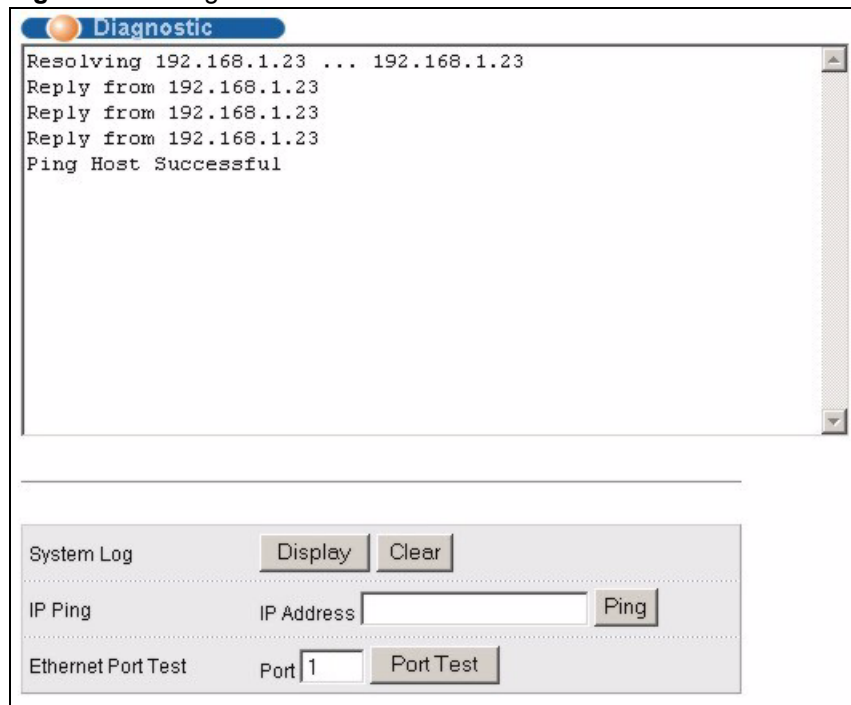 Diagnostic
Resolving 192.168.1.23 ... 192.168.1.23
Reply from 192.168.1.23
Reply from 192.168.1.23
Reply from 192.168.1.23
Ping Host Successful
System Log Display Clear
IP Ping IP Address Ping
Ethernet Port Test Port 1 Port Test